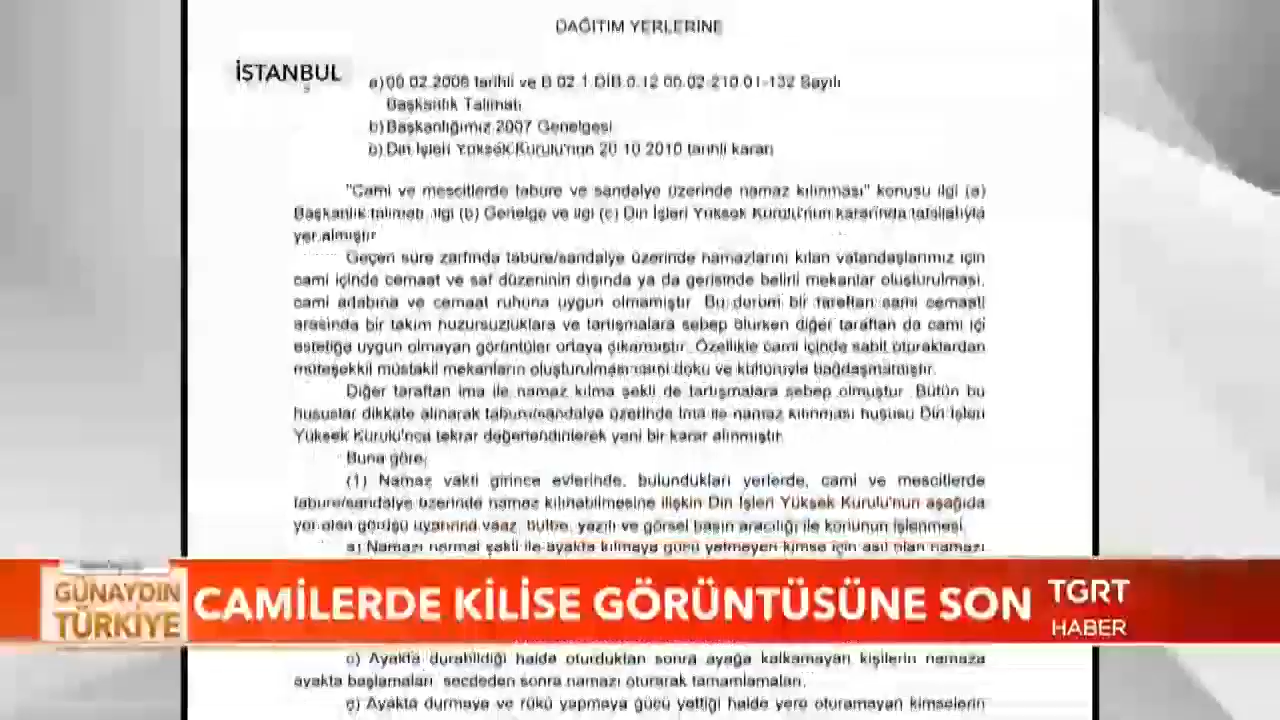 DAĞITIM YERLERİNE
İSTANBUL
a) 09 02 2006 tarihli ve B 02 1 DİB 0.12 00.02-210 01-132 Sayılı
Başkanlık Talimatı
b) Başkanlığımız 2007 Genelgesi
b) Din İşleri Yüksek Kurulu'nun 20 10 2010 tarihli kararı
"Cami ve mescitlerde tabure ve sandalye üzerinde namaz kılınması" konusu ilgi (a)
Başkanlık talimatı, ilgi (b) Genelge ve ilgi (c) Din İşleri Yüksek Kurulu'nun kararında tafsilatıyla
yer almıştır
Geçen süre zarfında tabure/sandalye üzerinde namazlarını kılan vatandaşlarımız için
cami içinde cemaat ve saf düzeninin dışında ya da gerisinde belirli mekanlar oluşturulması,
cami adabına ve cemaat ruhuna uygun olmamıştır. Bu durum bir taraftan cami cemaati
arasında bir takım huzursuzluklara ve tartışmalara sebep olurken diğer taraftan da cami içi
estetiğe uygun olmayan görüntüler ortaya çıkarmıştır. Özellikle cami içinde sabit oturaklardan
müteşekkil müstakil mekanların oluşturulması cami doku ve kültürüyle bağdaşmamıştır.
Diğer taraftan ima ile namaz kılma şekli de tartışmalara sebep olmuştur. Bütün bu
hususlar dikkate alınarak tabure/sandalye üzerinde ima ile namaz kılınması hususu Din İşleri
Yüksek Kurulu'nca tekrar değerlendirilerek yeni bir karar alınmıştır.
Buna göre;
(1) Namaz vakti girince evlerinde, bulundukları yerlerde, cami ve mescitlerde
tabure/sandalye üzerinde namaz kılınabilmesine ilişkin Din İşleri Yüksek Kurulu'nun aşağıda
yer alan görüşü uyarınca vaaz, hutbe, yazılı ve görsel basın aracılığı ile konunun işlenmesi,
a) Namazı normal şekli ile ayakta kılmaya gücü yetmeyen kimse için asıl olan namazı
GÜNAYDIN
TÜRKİYE
CAMİLERDE KİLİSE GÖRÜNTÜSÜNE SON
TGRT
HABER
c) Ayakta durabildiği halde oturduktan sonra ayağa kalkamayan kişilerin namaza
ayakta başlamaları, secdeden sonra namazı oturarak tamamlamaları,
ç) Ayakta durmaya ve rükü yapmaya gücü yettiği halde yere oturamayan kimselerin